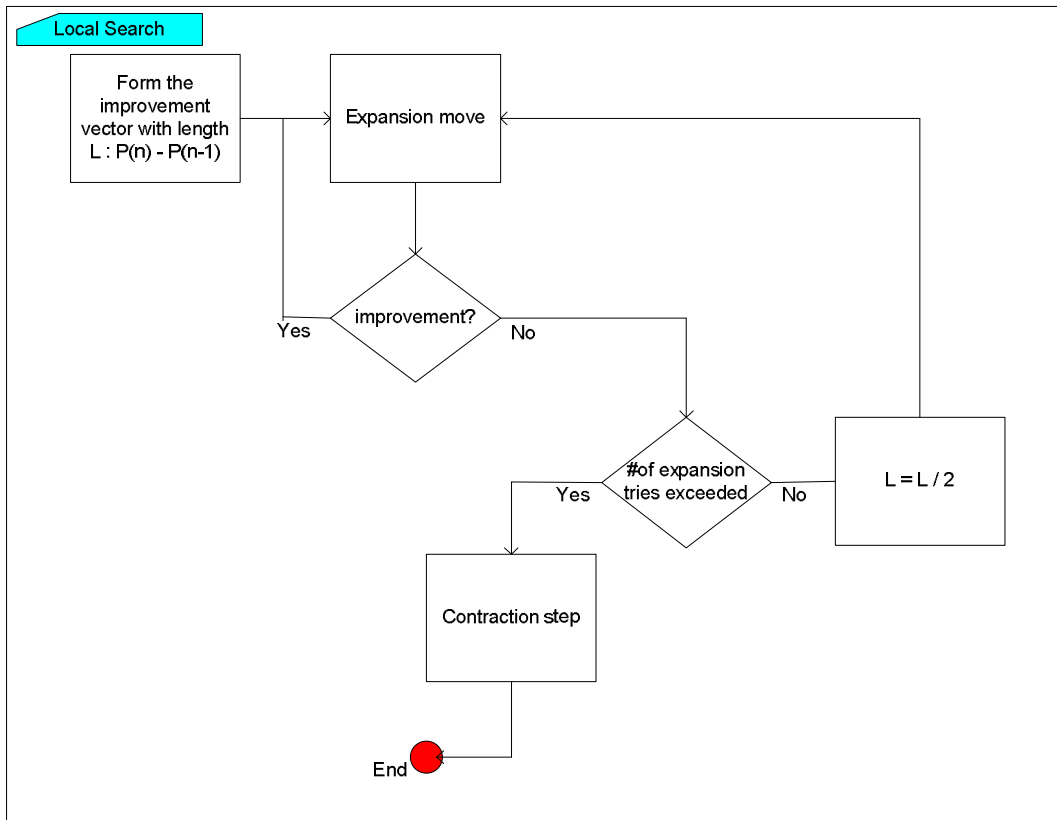 Local Search
Form the
improvement
vector with length
L : P(n) - P(n-1)
Expansion move
improvement?
Yes
No
#of expansion
tries exceeded
Yes
No
L = L / 2
Contraction step
End